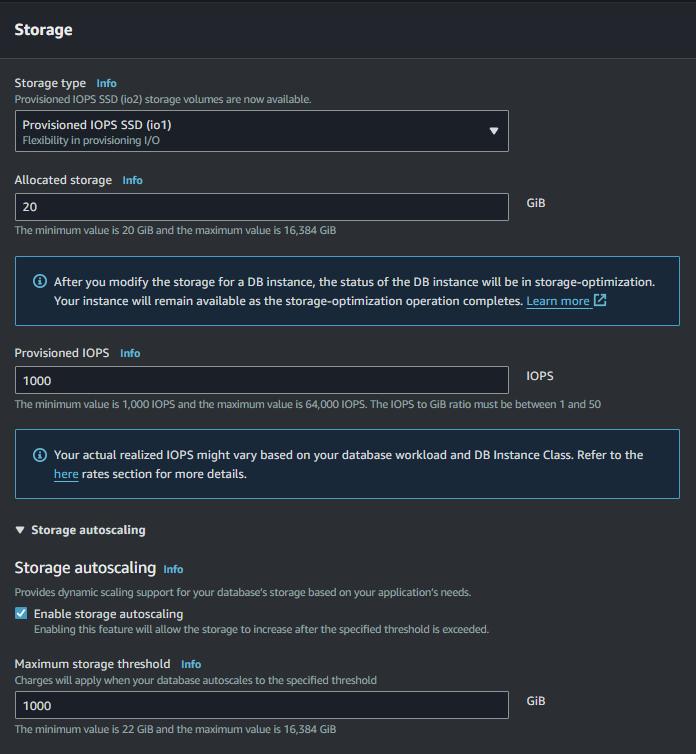 Storage
Storage type Info
Provisioned IOPS SSD (io2) storage volumes are now available.
Provisioned IOPS SSD (io1)
Flexibility in provisioning I/O
Allocated storage Info
20
GiB
The minimum value is 20 GiB and the maximum value is 16,384 GiB
After you modify the storage for a DB instance, the status of the DB instance will be in storage-optimization.
Your instance will remain available as the storage-optimization operation completes. Learn more
Provisioned IOPS Info
1000
IOPS
The minimum value is 1,000 IOPS and the maximum value is 64,000 IOPS. The IOPS to GiB ratio must be between 1 and 50
Your actual realized IOPS might vary based on your database workload and DB Instance Class. Refer to the
here rates section for more details.
Storage autoscaling
Storage autoscaling Info
Provides dynamic scaling support for your database's storage based on your application's needs.
Enable storage autoscaling
Enabling this feature will allow the storage to increase after the specified threshold is exceeded.
Maximum storage threshold Info
Charges will apply when your database autoscales to the specified threshold
1000
GiB
The minimum value is 22 GiB and the maximum value is 16,384 GiB